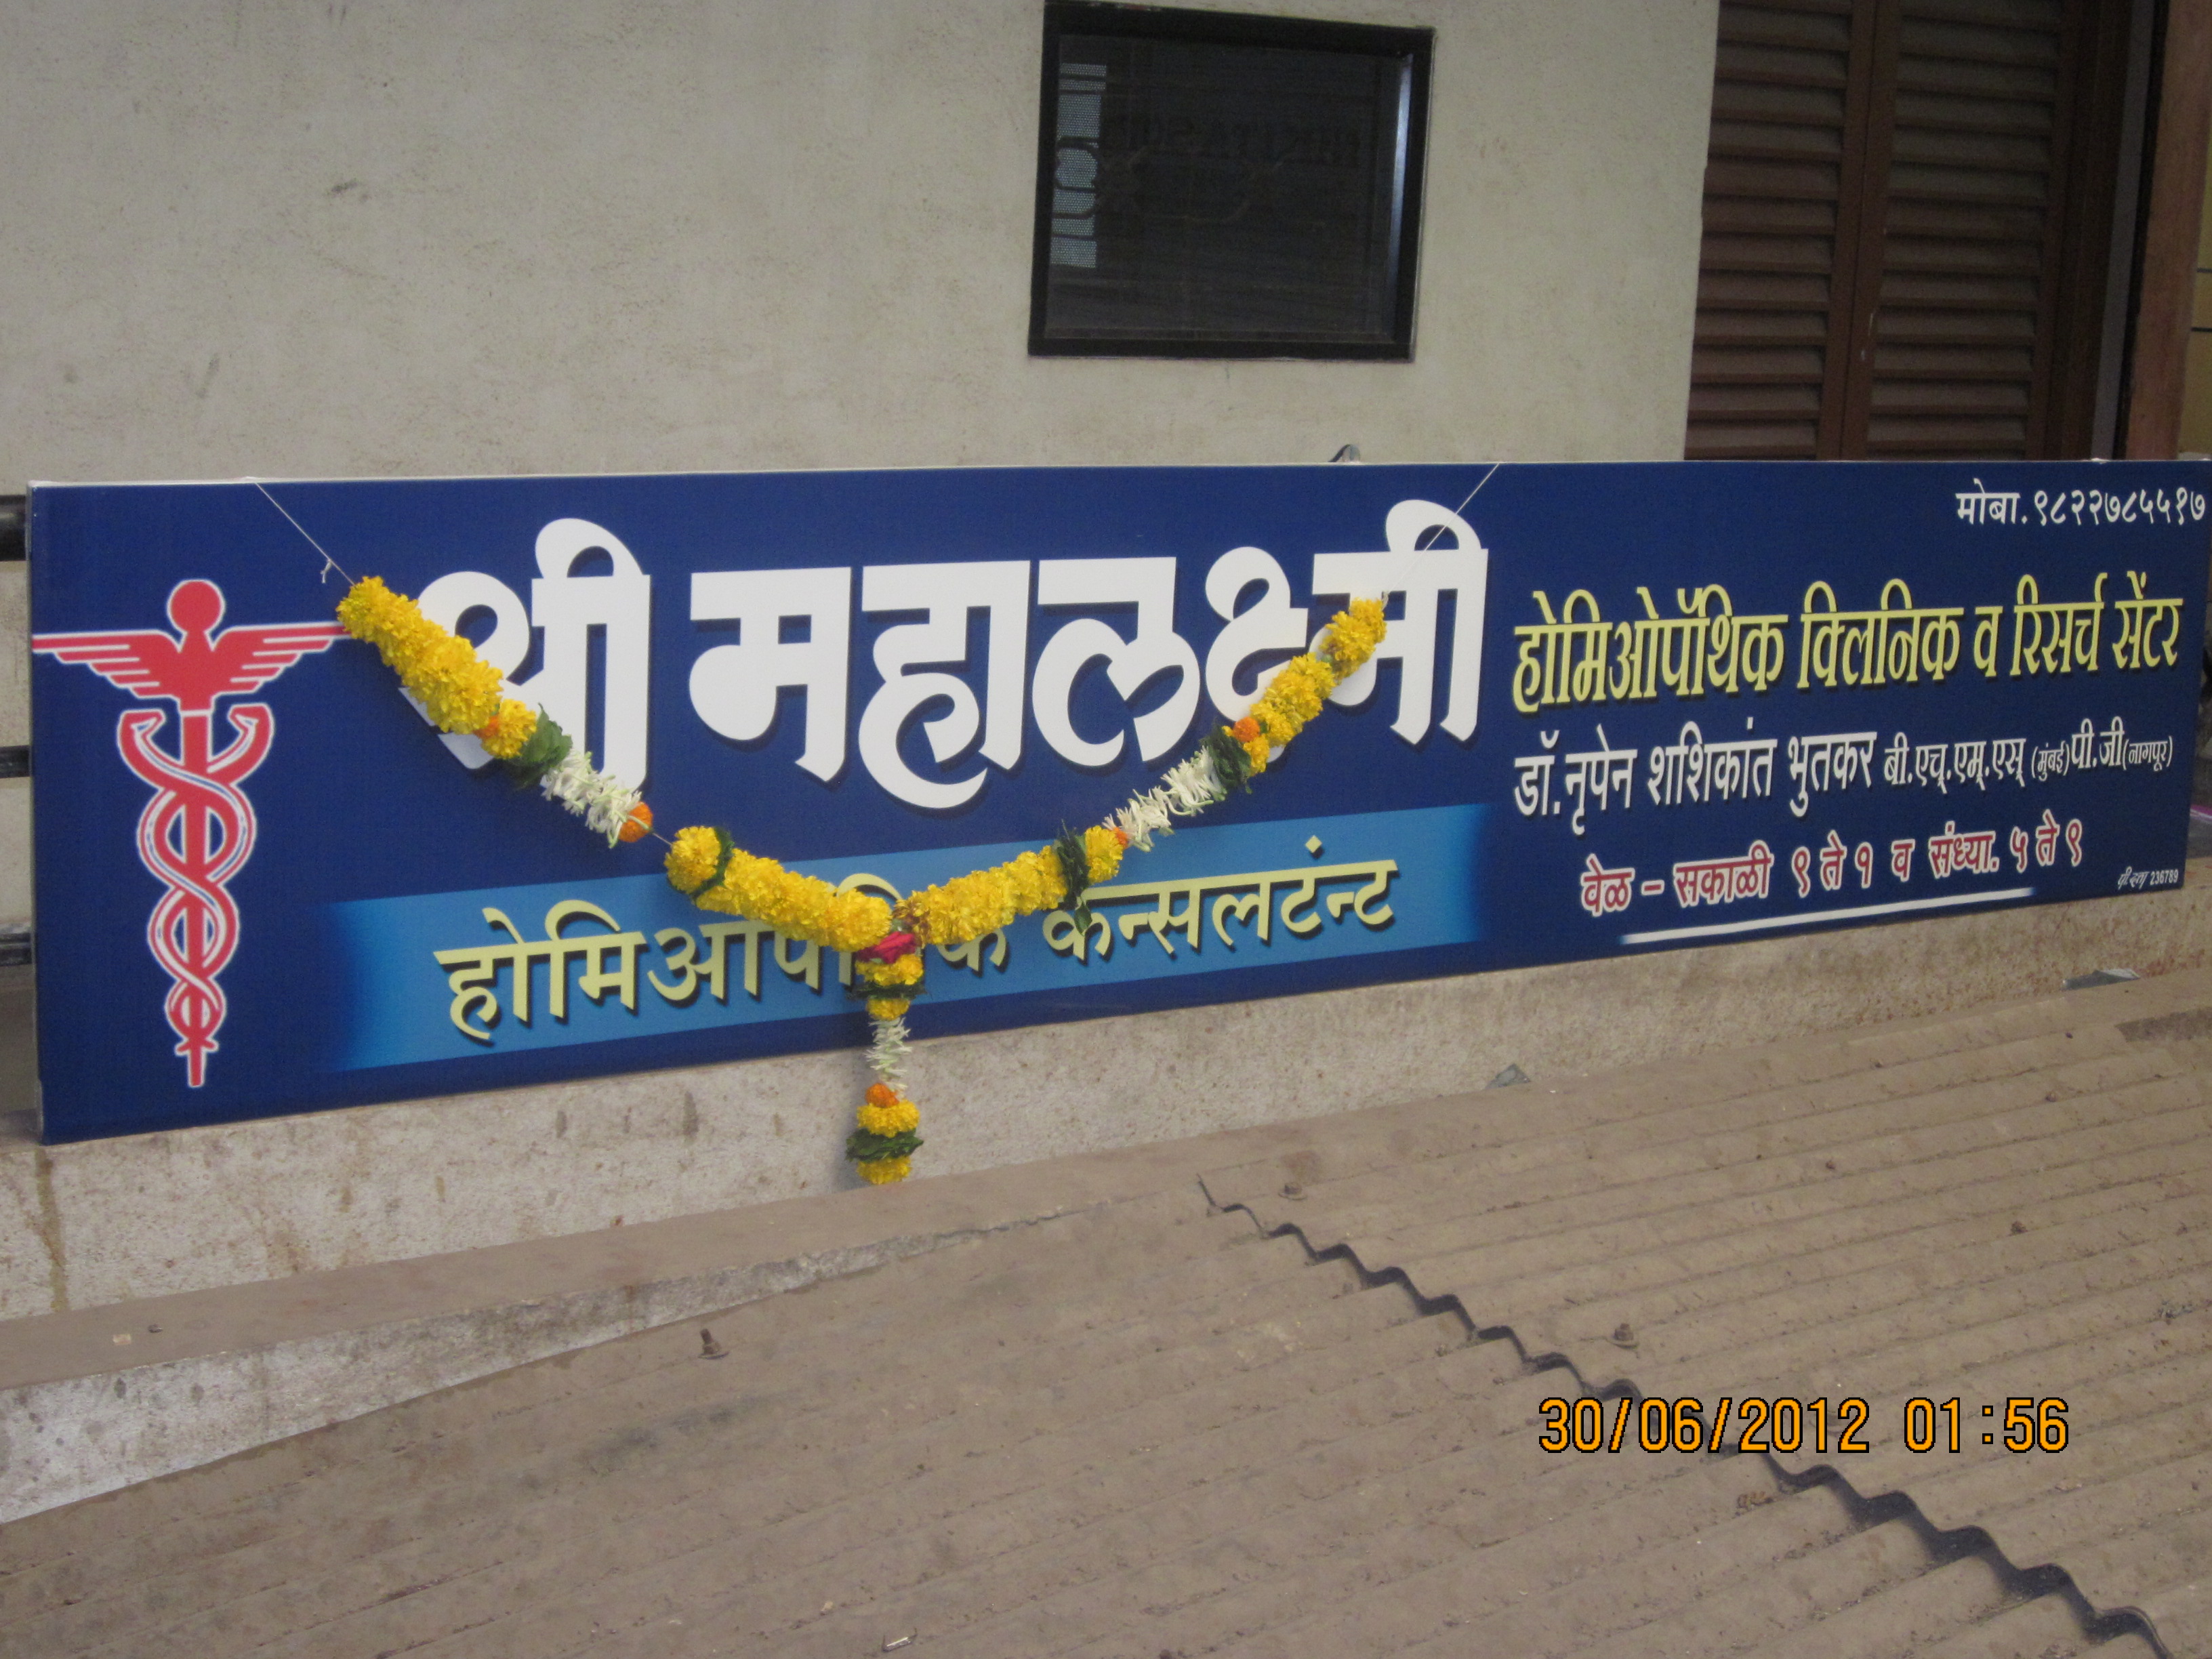 श्री महालक्ष्मी
होमिओपॅथिक कन्सलटंन्ट
मोबा.९८२२७८५५१७
होमिओपॅथिक क्लिनिक व रिसर्च सेंटर
डॉ.नृपेन शशिकांत भुतकर बी.एच्.एम्.एस् (मुंबई)पी.जी(नागपूर)
वेळ - सकाळी ९ ते १ व संध्या. ५ ते ९
236789
30/06/2012 01:56